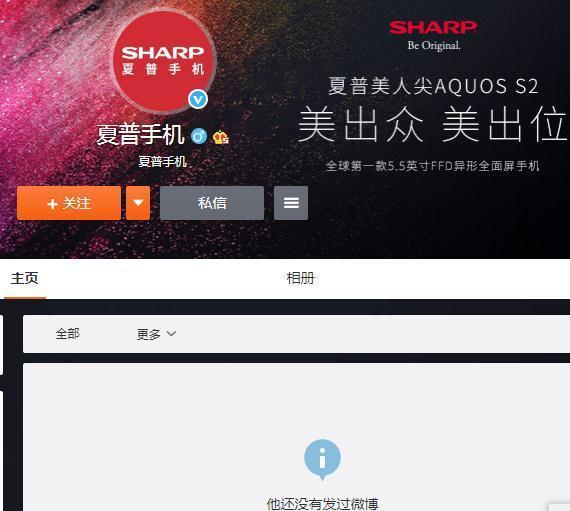 SHARP
夏普手机
SHARP
Be Original.
夏普美人尖AQUOS S2
美出众 美出位
全球第一款5.5英寸FFD异形全面屏手机
夏普手机
夏普手机
+关注
私信
主页
相册
全部
更多
他还没有发过微博